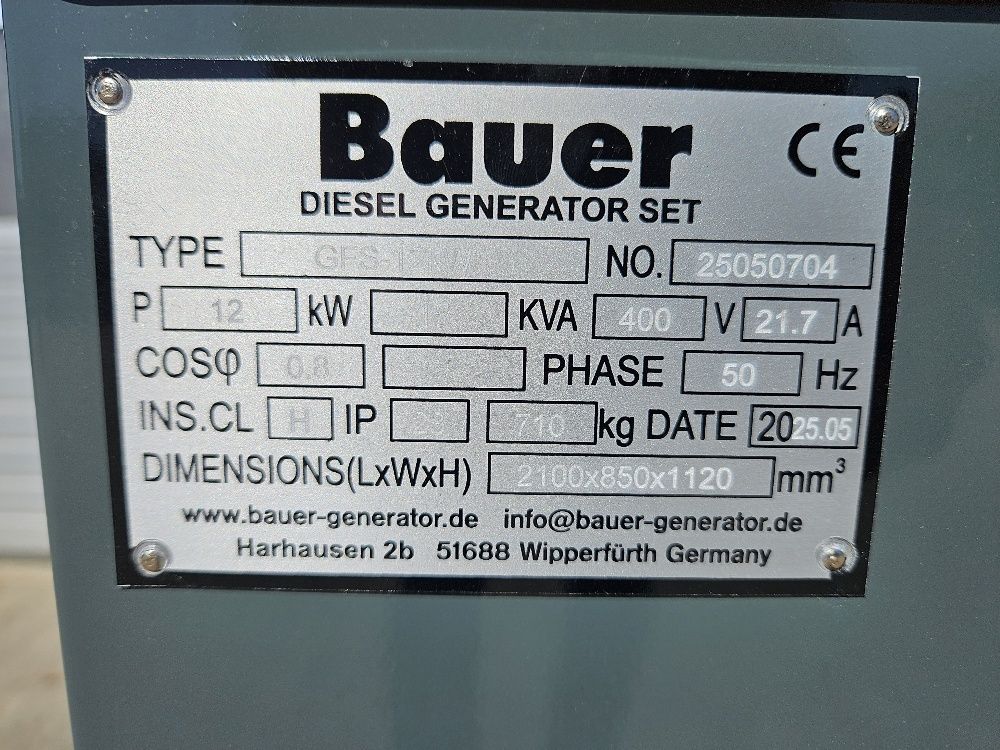 Bauer CE
DIESEL GENERATOR SET
TYPE NO. 25050704
P 12 kW KVA 400 V 21.7 A
COSφ 0.8 PHASE 50 Hz
INS.CL H IP 710 kg DATE 2025.05
DIMENSIONS(LxWxH) 2100x850x1120 mm³
www.bauer-generator.de info@bauer-generator.de
Harhausen 2b 51688 Wipperfürth Germany